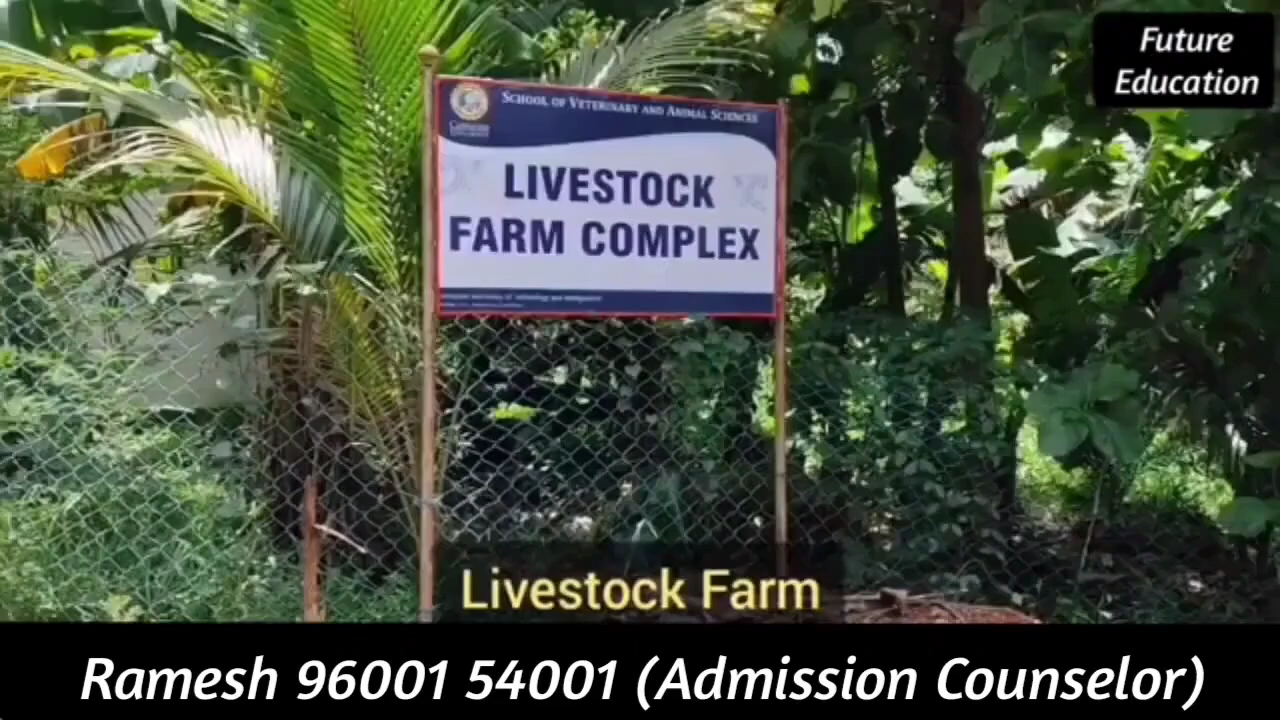 Future
Education
SCHOOL OF VETERINARY AND ANIMAL SCIENCES
LIVESTOCK
FARM COMPLEX
Livestock Farm
Ramesh 96001 54001 (Admission Counselor)